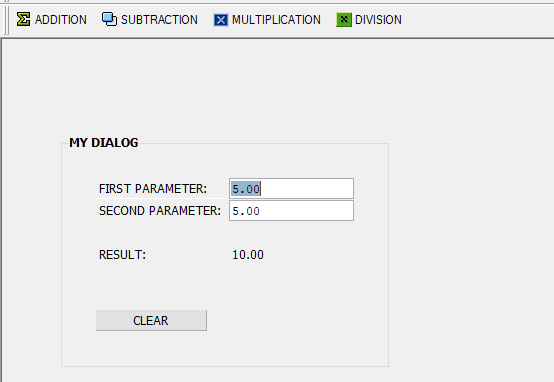 ADDITION SUBTRACTION MULTIPLICATION DIVISION
MY DIALOG
FIRST PARAMETER: 5.00
SECOND PARAMETER: 5.00
RESULT: 10.00
CLEAR